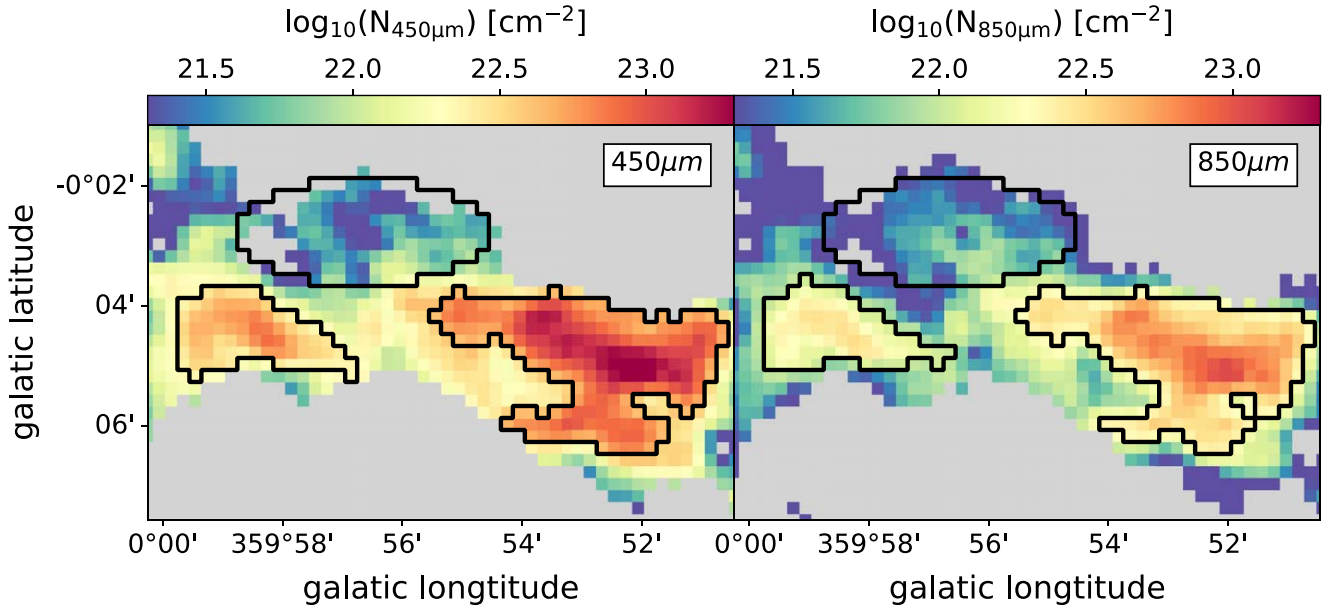 log₁₀(N₄₅₀μₘ) [cm⁻²]
log₁₀(N₈₅₀μₘ) [cm⁻²]
21.5 22.0 22.5 23.0
21.5 22.0 22.5 23.0
450μm
850μm
-0°02'
04'
06'
galatic latitude
0°00' 359°58' 56' 54' 52'
0°00' 359°58' 56' 54' 52'
galatic longtitude
galatic longtitude